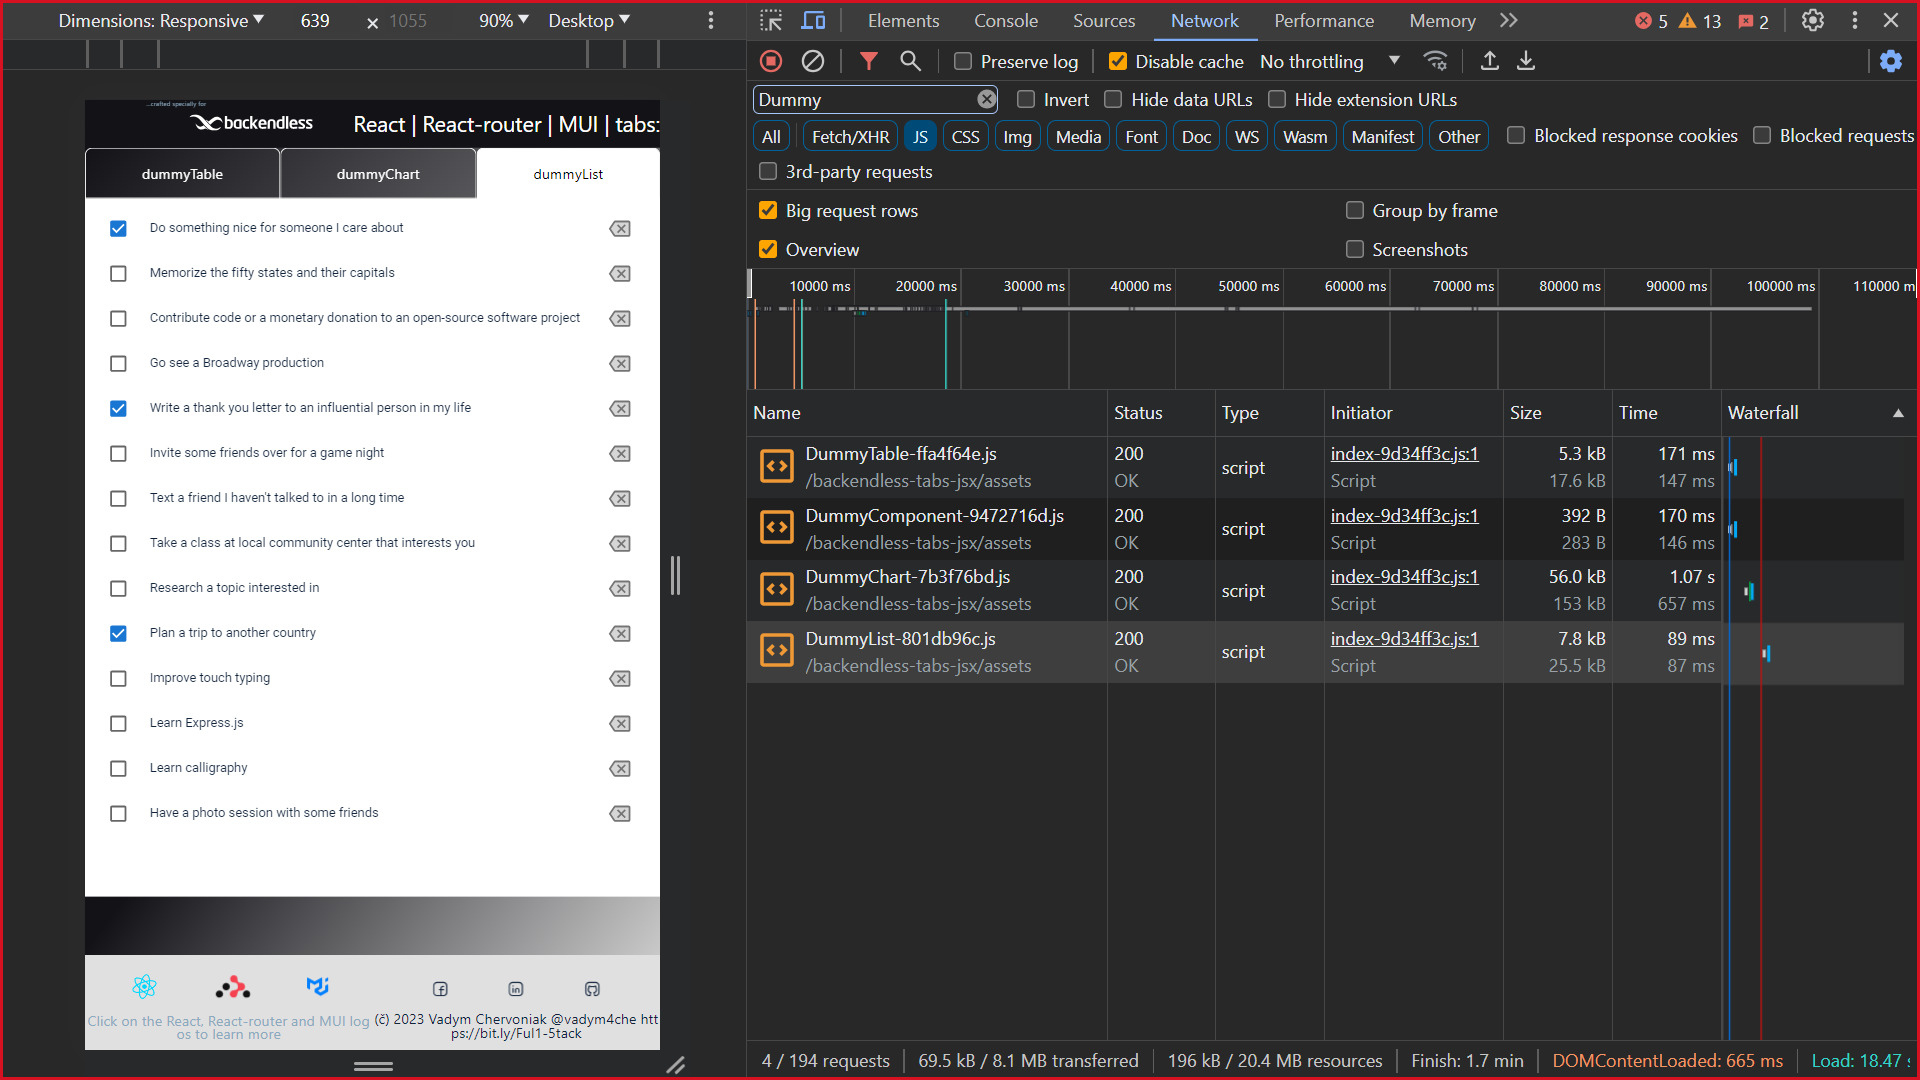 Dimensions: Responsive ▼ 639 × 1055 90% ▼ Desktop ▼
...crafted specially for
backendless React | React-router | MUI | tabs:
dummyTable dummyChart dummyList
Do something nice for someone I care about
Memorize the fifty states and their capitals
Contribute code or a monetary donation to an open-source software project
Go see a Broadway production
Write a thank you letter to an influential person in my life
Invite some friends over for a game night
Text a friend I haven't talked to in a long time
Take a class at local community center that interests you
Research a topic interested in
Plan a trip to another country
Improve touch typing
Learn Express.js
Learn calligraphy
Have a photo session with some friends
Click on the React, React-router and MUI log
os to learn more
(č) 2023 Vadym Chervoniak @vadym4che htt
ps://bit.ly/Ful1-5tack
Elements Console Sources Network Performance Memory 5 13 2
Preserve log Disable cache No throttling
Dummy Invert Hide data URLs Hide extension URLs
All Fetch/XHR JS CSS Img Media Font Doc WS Wasm Manifest Other Blocked response cookies Blocked requests
3rd-party requests
Big request rows Group by frame
Overview Screenshots
10000 ms 20000 ms 30000 ms 40000 ms 50000 ms 60000 ms 70000 ms 80000 ms 90000 ms 100000 ms 110000 m
Name Status Type Initiator Size Time Waterfall
DummyTable-ffa4f64e.js 200 script index-9d34ff3c.js:1 5.3 kB 171 ms
/backendless-tabs-jsx/assets OK Script 17.6 kB 147 ms
DummyComponent-9472716d.js 200 script index-9d34ff3c.js:1 392 B 170 ms
/backendless-tabs-jsx/assets OK Script 283 B 146 ms
DummyChart-7b3f76bd.js 200 script index-9d34ff3c.js:1 56.0 kB 1.07 s
/backendless-tabs-jsx/assets OK Script 153 kB 657 ms
DummyList-801db96c.js 200 script index-9d34ff3c.js:1 7.8 kB 89 ms
/backendless-tabs-jsx/assets OK Script 25.5 kB 87 ms
4 / 194 requests 69.5 kB / 8.1 MB transferred 196 kB / 20.4 MB resources Finish: 1.7 min DOMContentLoaded: 665 ms Load: 18.47